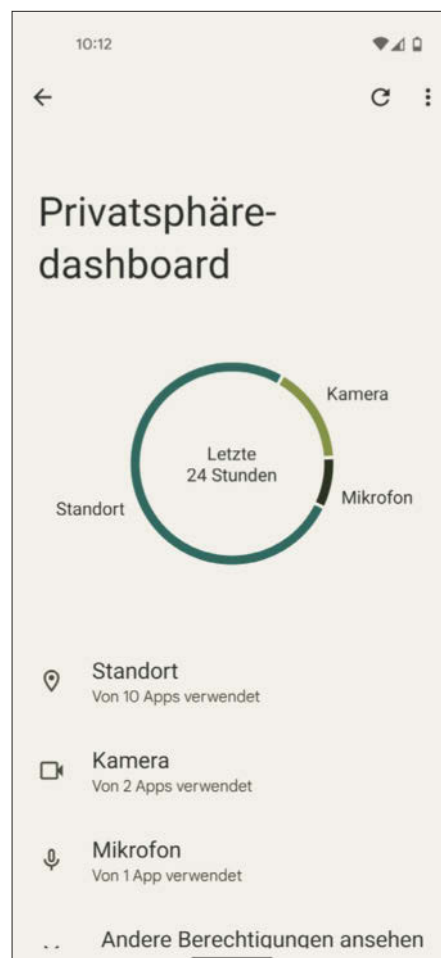 10:12
Privatsphäre-
dashboard
Kamera
Letzte
24 Stunden
Mikrofon
Standort
Standort
Von 10 Apps verwendet
Kamera
Von 2 Apps verwendet
Mikrofon
Von 1 App verwendet
Andere Berechtigungen ansehen